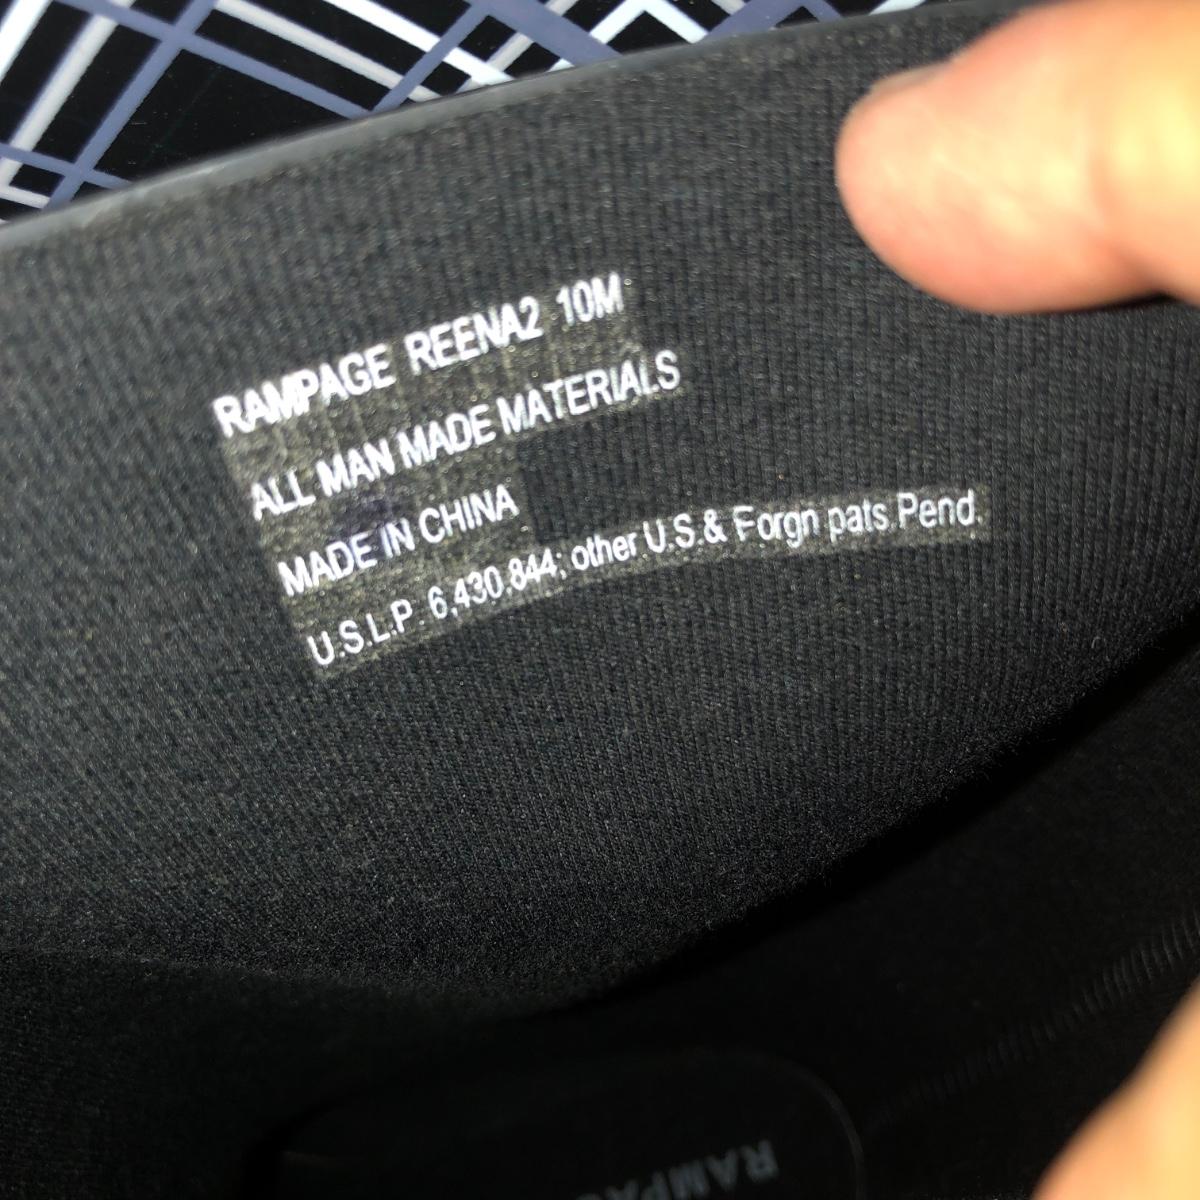 RAMPAGE REENA2 10M
ALL MAN MADE MATERIALS
MADE IN CHINA
U.S.L.P. 6,430.844; other U.S.& Forgn pats.Pend.